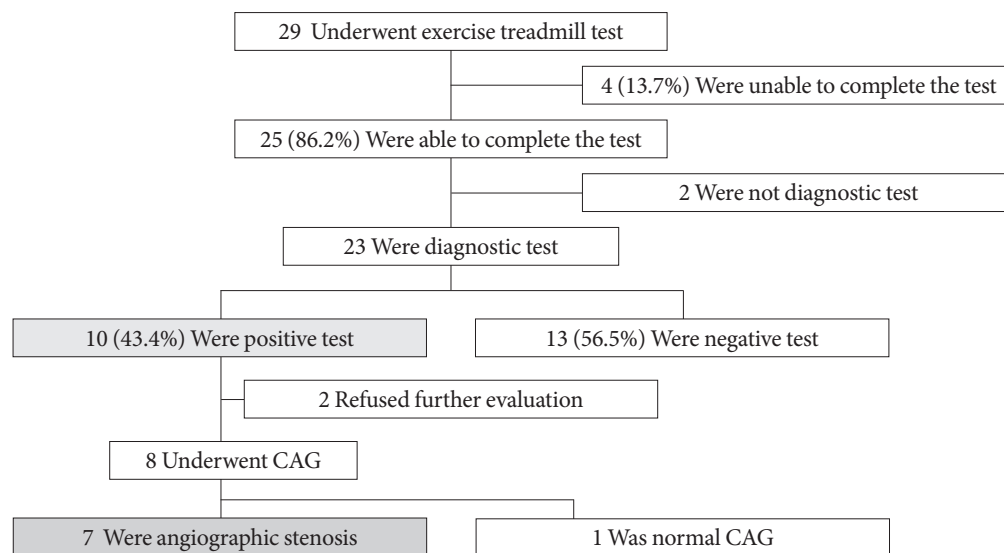 29 Underwent exercise treadmill test
4 (13.7%) Were unable to complete the test
25 (86.2%) Were able to complete the test
2 Were not diagnostic test
23 Were diagnostic test
10 (43.4%) Were positive test
13 (56.5%) Were negative test
2 Refused further evaluation
8 Underwent CAG
7 Were angiographic stenosis
1 Was normal CAG